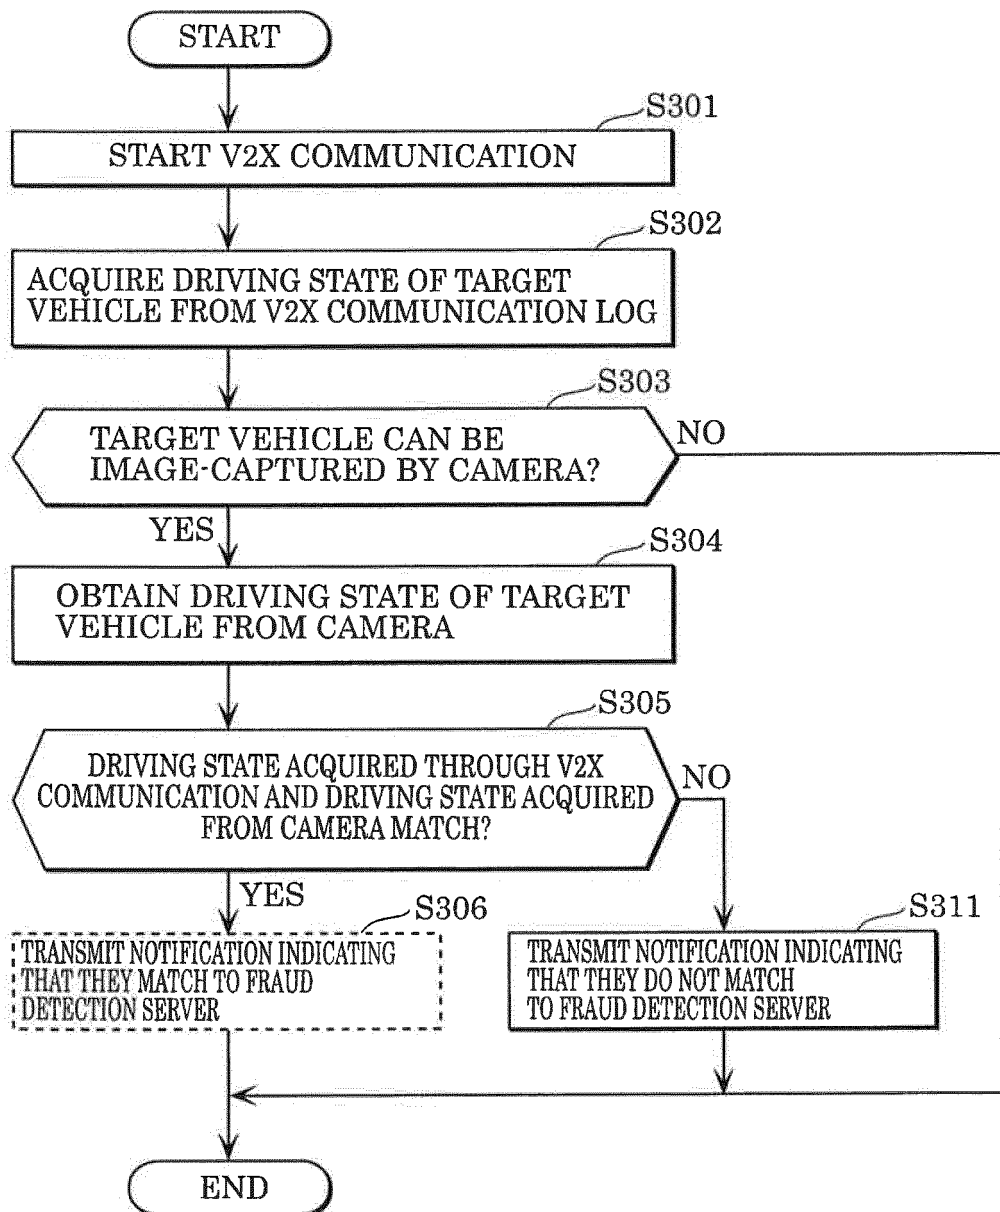 START
S301
START V2X COMMUNICATION
S302
ACQUIRE DRIVING STATE OF TARGET
VEHICLE FROM V2X COMMUNICATION LOG
S303
TARGET VEHICLE CAN BE
IMAGE-CAPTURED BY CAMERA?
NO
YES
S304
OBTAIN DRIVING STATE OF TARGET
VEHICLE FROM CAMERA
S305
DRIVING STATE ACQUIRED THROUGH V2X
COMMUNICATION AND DRIVING STATE ACQUIRED
FROM CAMERA MATCH?
NO
YES
S306
TRANSMIT NOTIFICATION INDICATING
THAT THEY MATCH TO FRAUD
DETECTION SERVER
S311
TRANSMIT NOTIFICATION INDICATING
THAT THEY DO NOT MATCH
TO FRAUD DETECTION SERVER
END